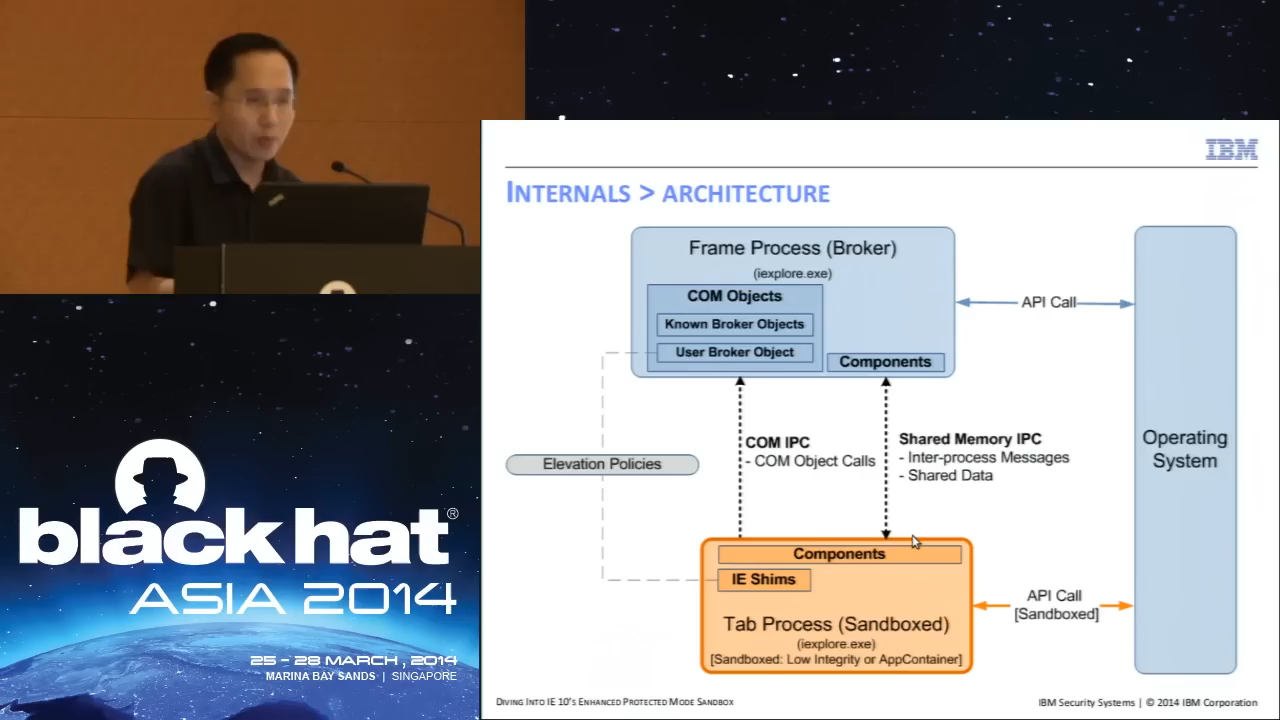 IBM
INTERNALS > ARCHITECTURE
Frame Process (Broker)
(iexplore.exe)
COM Objects
Known Broker Objects
User Broker Object
Components
API Call
Operating
System
COM IPC
- COM Object Calls
Shared Memory IPC
- Inter-process Messages
- Shared Data
Elevation Policies
Components
IE Shims
Tab Process (Sandboxed)
(iexplore.exe)
[Sandboxed: Low Integrity or AppContainer]
API Call
[Sandboxed]
DIVING INTO IE 10'S ENHANCED PROTECTED MODE SANDBOX
IBM Security Systems | © 2014 IBM Corporation
black hat®
ASIA 2014
25 - 28 MARCH, 2014
MARINA BAY SANDS | SINGAPORE